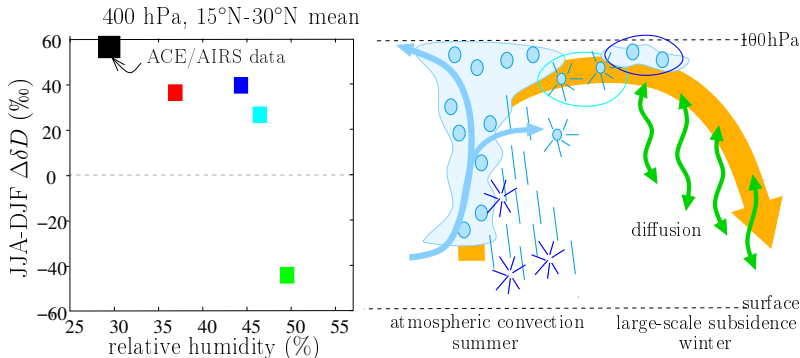 400 hPa, 15°N-30°N mean
ACE/AIRS data
JJA-DJF ΔδD (‰)
60
40
20
0
−20
−40
−60
25
30
35
40
45
50
55
relative humidity (%)
100hPa
diffusion
surface
atmospheric convection
summer
large-scale subsidence
winter